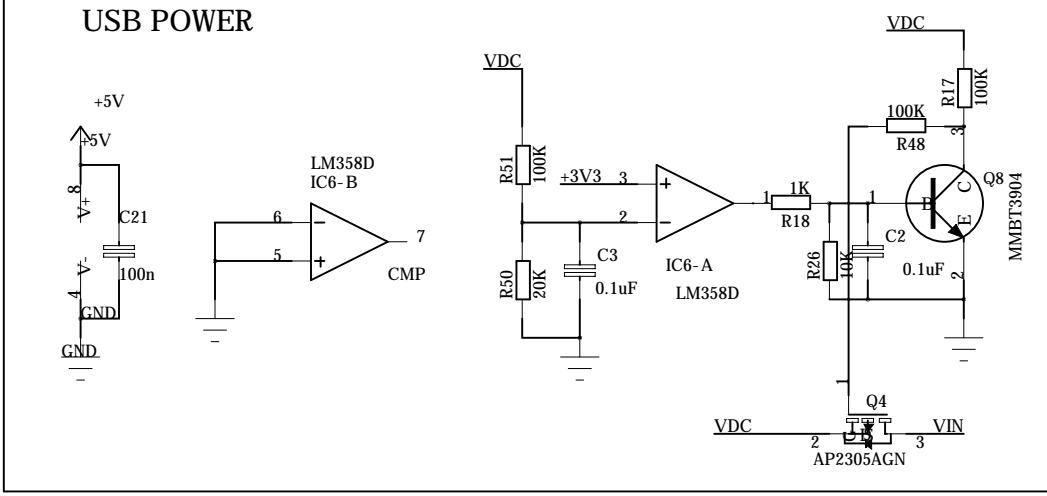 USB POWER
+5V
+5V
8
V+
C21
100n
V-
4
GND
GND
LM358D
IC6-B
6
5
7
CMP
VDC
R51
100K
R50
20K
C3
0.1uF
+3V3
3
2
1
IC6-A
LM358D
1K
R18
R26
10K
C2
0.1uF
VDC
R17
100K
100K
R48
3
1
B
C
E
Q8
MMBT3904
2
1
Q4
VDC
2
3
VIN
AP2305AGN